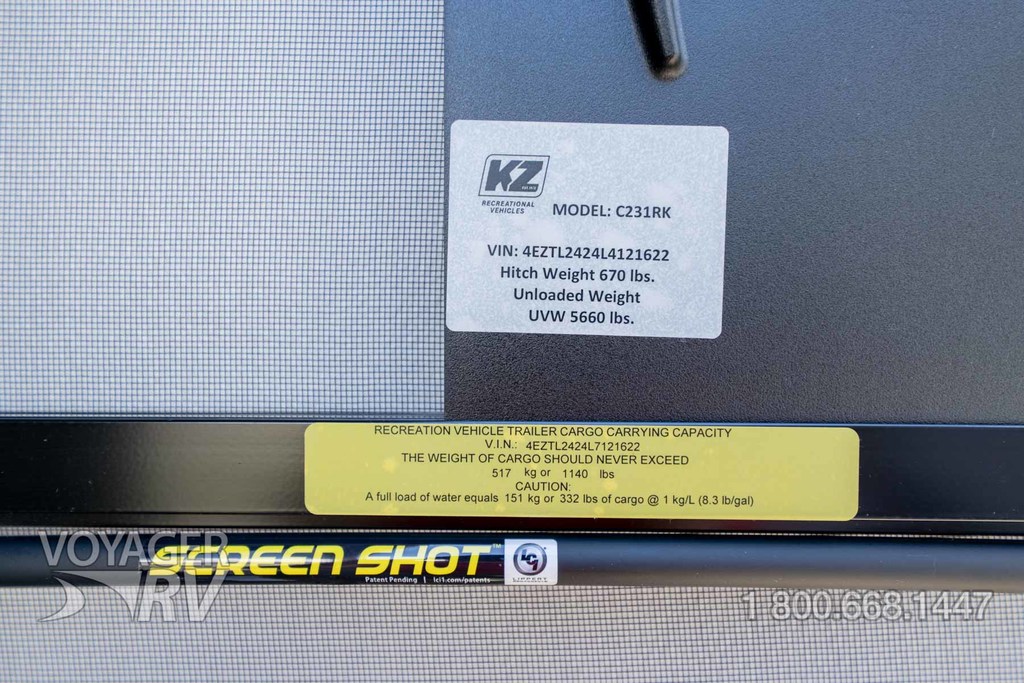 KZ
RECREATIONAL
VEHICLES
MODEL: C231RK
VIN: 4EZTL2424L4121622
Hitch Weight 670 lbs.
Unloaded Weight
UVW 5660 lbs.
RECREATION VEHICLE TRAILER CARGO CARRYING CAPACITY
V.I.N.: 4EZTL2424L7121622
THE WEIGHT OF CARGO SHOULD NEVER EXCEED
517 kg or 1140 lbs
CAUTION:
A full load of water equals 151 kg or 332 lbs of cargo @ 1 kg/L (8.3 lb/gal)
SCREEN SHOT™
Patent Pending | lci1.com/patents
LCI
LIPPERT
VOYAGER
RV
1 800.668.1447